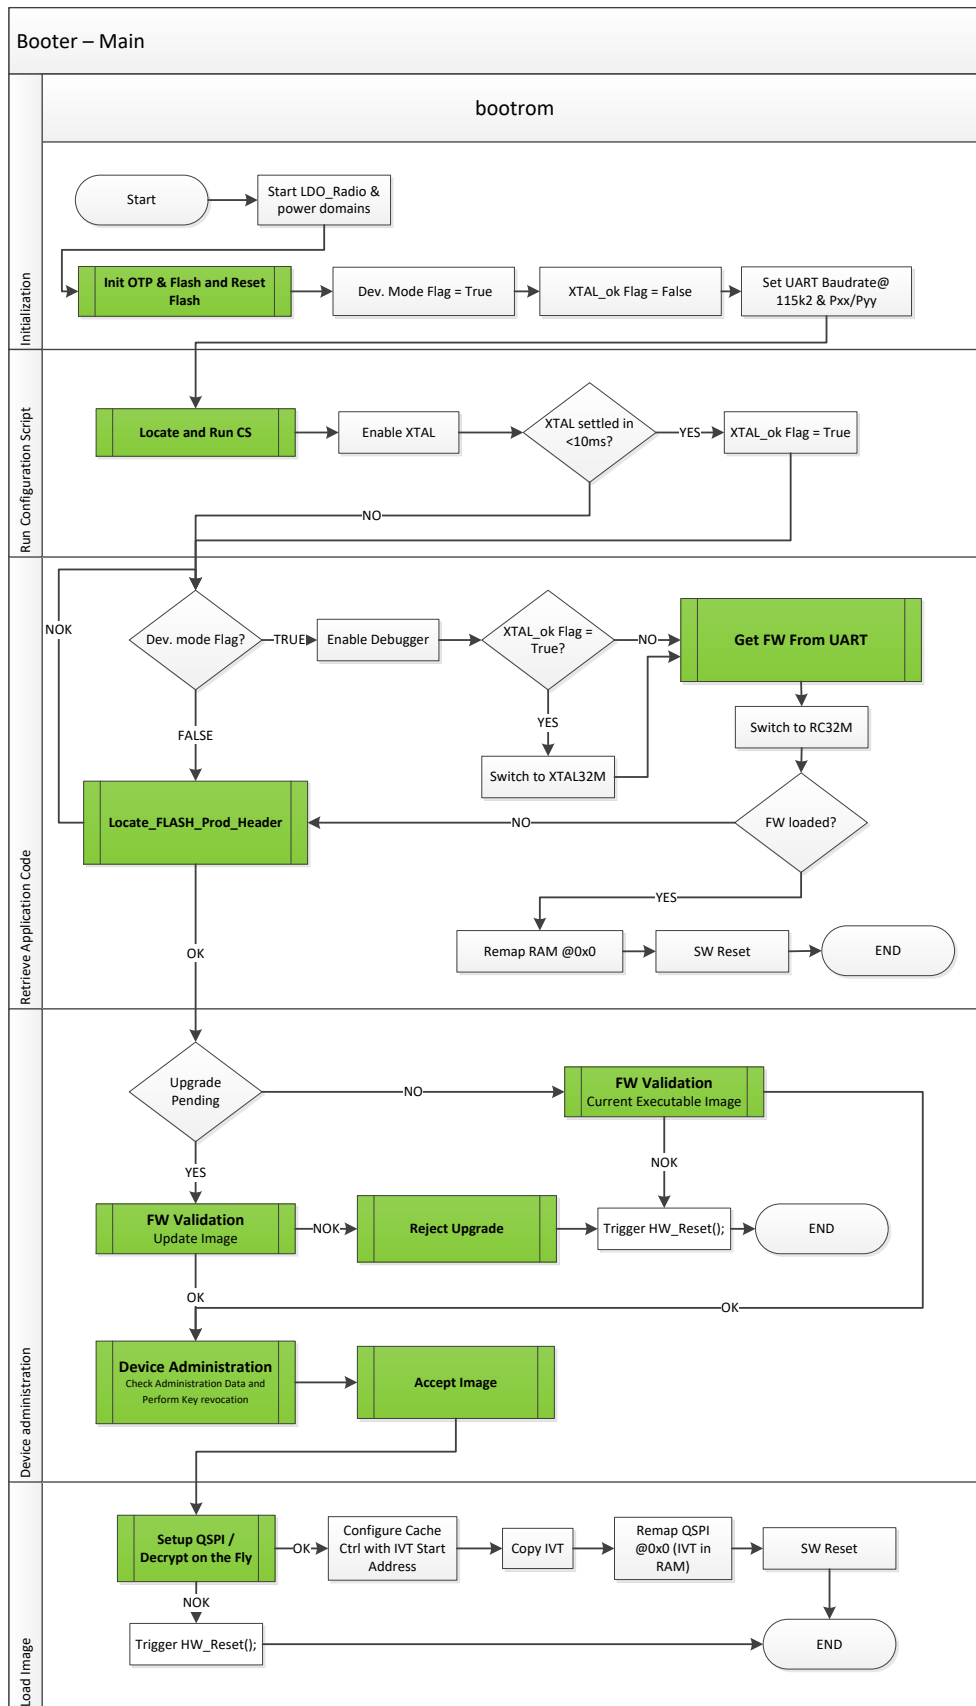 Booter – Main
bootrom
Initialization
Start
Start LDO_Radio &
power domains
Init OTP & Flash and Reset
Flash
Dev. Mode Flag = True
XTAL_ok Flag = False
Set UART Baudrate@
115k2 & Pxx/Pyy
Run Configuration Script
Locate and Run CS
Enable XTAL
XTAL settled in
<10ms?
YES
XTAL_ok Flag = True
NO
Retrieve Application Code
NOK
Dev. mode Flag?
TRUE
Enable Debugger
XTAL_ok Flag =
True?
NO
Get FW From UART
YES
Switch to RC32M
FALSE
Switch to XTAL32M
Locate_FLASH_Prod_Header
NO
FW loaded?
YES
OK
Remap RAM @0x0
SW Reset
END
Device administration
Upgrade
Pending
NO
FW Validation
Current Executable Image
YES
NOK
FW Validation
Update Image
NOK
Reject Upgrade
Trigger HW_Reset();
END
OK
OK
Device Administration
Check Administration Data and
Perform Key revocation
Accept Image
Load Image
Setup QSPI /
Decrypt on the Fly
OK
Configure Cache
Ctrl with IVT Start
Address
Copy IVT
Remap QSPI
@0x0 (IVT in
RAM)
SW Reset
NOK
Trigger HW_Reset();
END